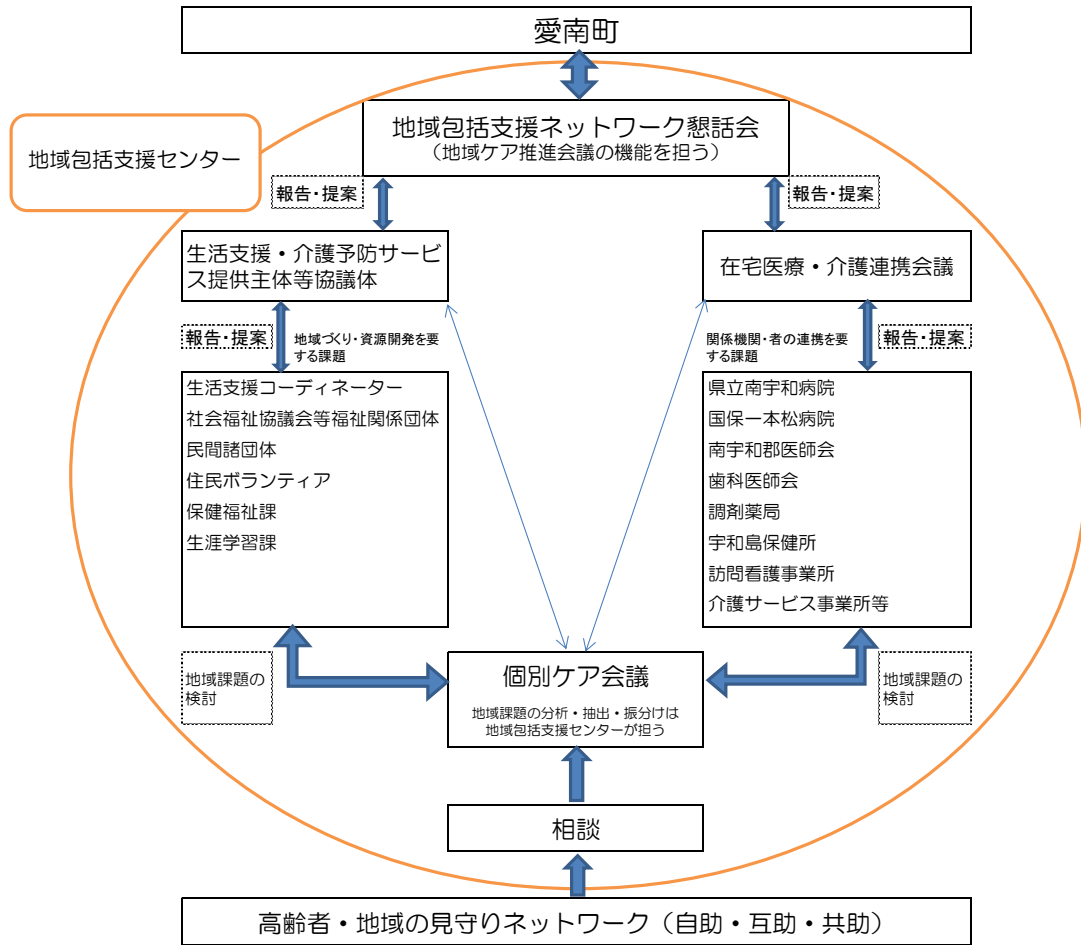 愛南町
地域包括支援ネットワーク懇話会
（地域ケア推進会議の機能を担う）
地域包括支援センター
報告・提案
報告・提案
生活支援・介護予防サービ
ス提供主体等協議体
在宅医療・介護連携会議
報告・提案
地域づくり・資源開発を要
する課題
関係機関・者の連携を要
する課題
報告・提案
生活支援コーディネーター
社会福祉協議会等福祉関係団体
民間諸団体
住民ボランティア
保健福祉課
生涯学習課
県立南宇和病院
国保一本松病院
南宇和郡医師会
歯科医師会
調剤薬局
宇和島保健所
訪問看護事業所
介護サービス事業所等
地域課題の
検討
個別ケア会議
地域課題の分析・抽出・振分けは
地域包括支援センターが担う
地域課題の
検討
相談
高齢者・地域の見守りネットワーク（自助・互助・共助）